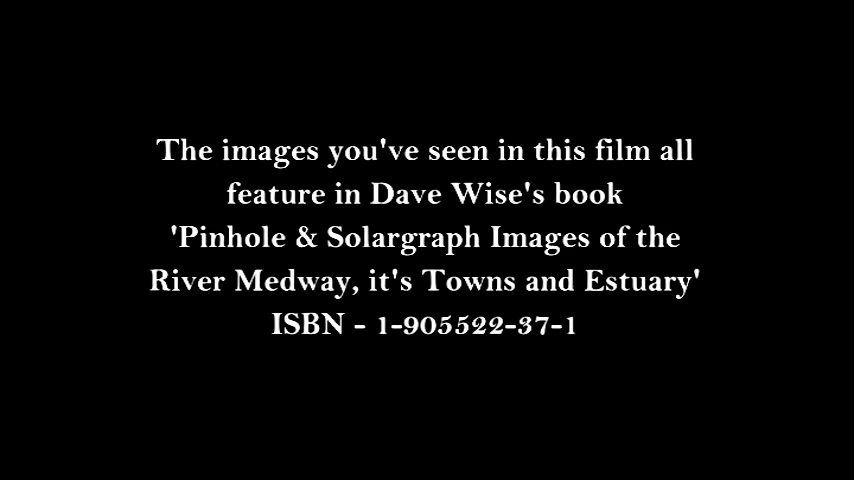 The images you've seen in this film all
feature in Dave Wise's book
'Pinhole & Solargraph Images of the
River Medway, it's Towns and Estuary'
ISBN - 1-905522-37-1